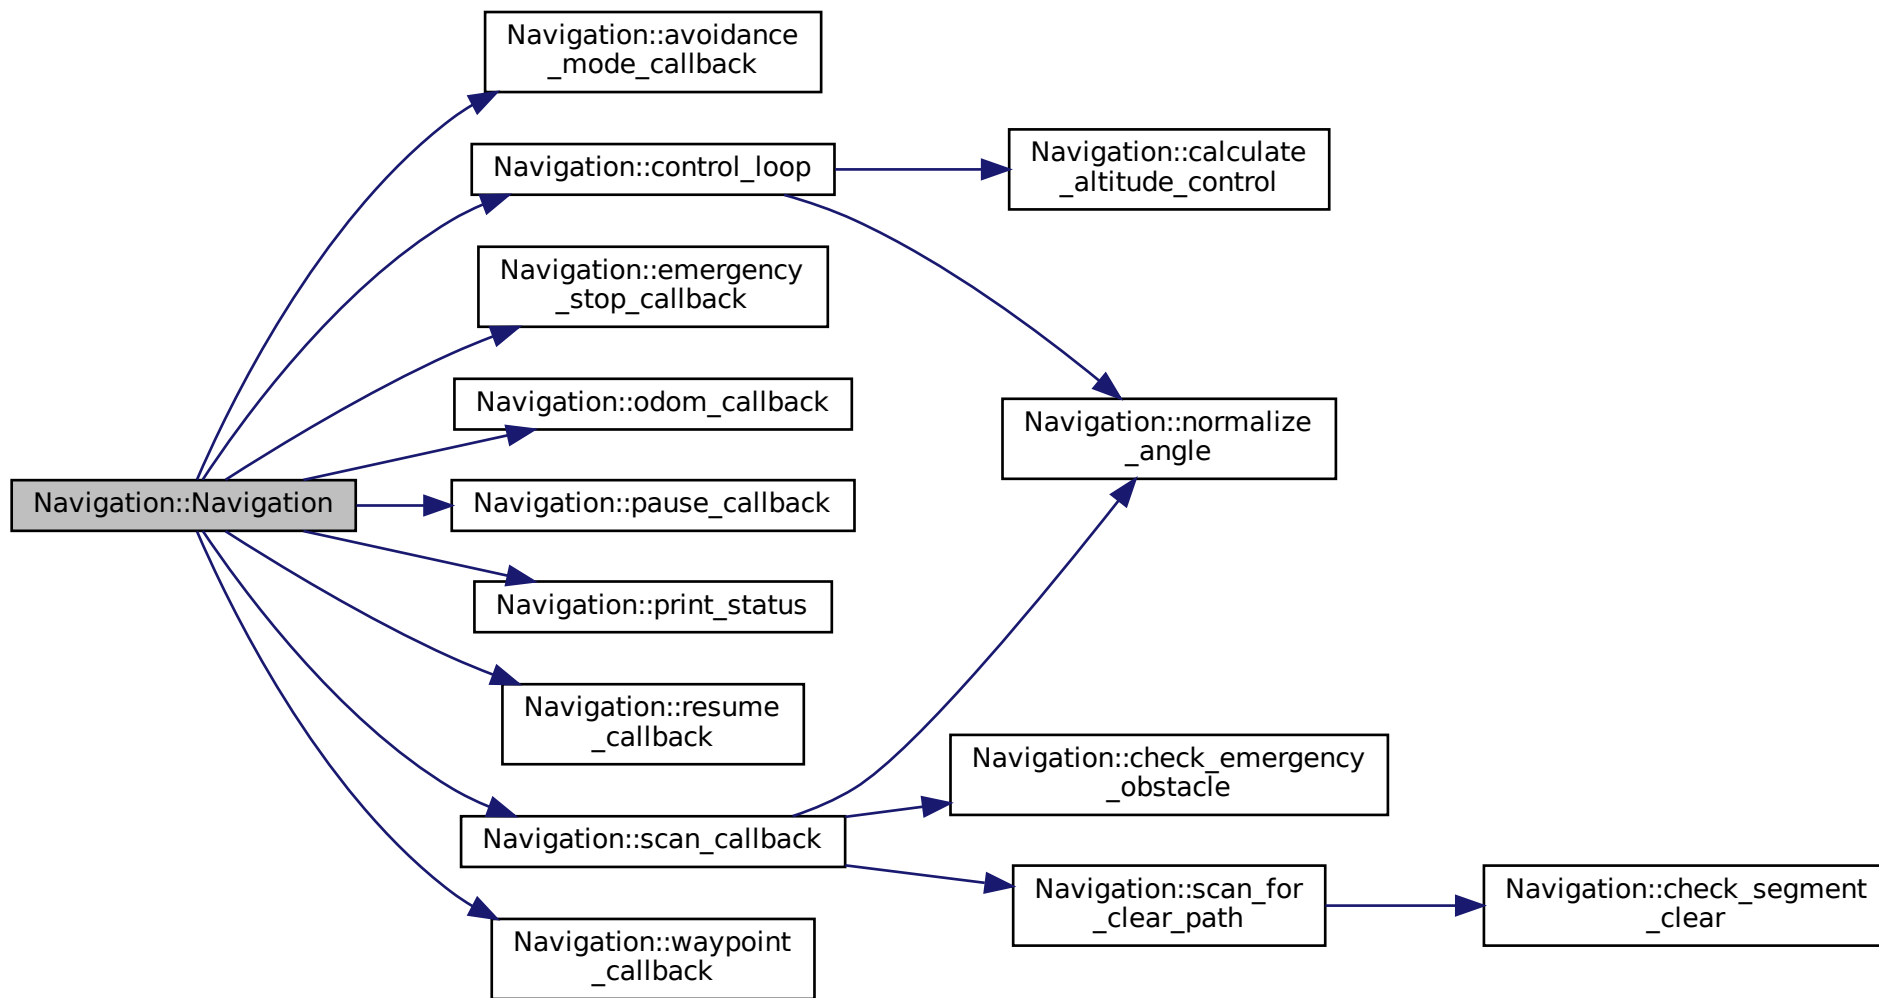 Navigation::avoidance
_mode_callback
Navigation::control_loop
Navigation::calculate
_altitude_control
Navigation::emergency
_stop_callback
Navigation::odom_callback
Navigation::normalize
_angle
Navigation::Navigation
Navigation::pause_callback
Navigation::print_status
Navigation::resume
_callback
Navigation::check_emergency
_obstacle
Navigation::scan_callback
Navigation::scan_for
_clear_path
Navigation::check_segment
_clear
Navigation::waypoint
_callback